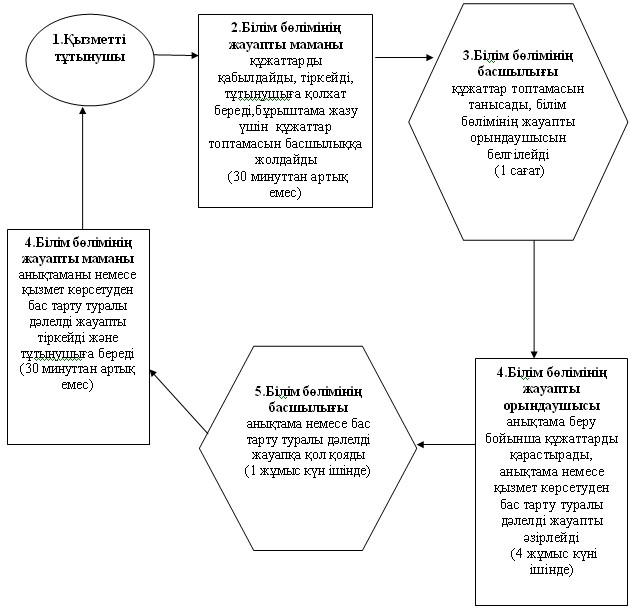 1.Қызметті
тұтынушы
2.Білім бөлімінің
жауапты маманы
құжаттарды
қабылдайды, тіркейді,
тұтынушыға қолхат
береді,бұрыштама жазу
үшін құжаттар
топтамасын басшылыққа
жолдайды
(30 минуттан артық
емес)
3.Білім бөлімінің
басшылығы
құжаттар топтамасын
танысады, білім
бөлімінің жауапты
орындаушысын
белгілейді
(1 сағат)
4.Білім бөлімінің
жауапты
орындаушысы
анықтама беру
бойынша құжаттарды
қарастырады,
анықтама немесе
қызмет көрсетуден
бас тарту туралы
дәлелді жауапты
әзірлейді
(4 жұмыс күні
ішінде)
5.Білім бөлімінің
басшылығы
анықтама немесе бас
тарту туралы дәлелді
жауапқа қол қояды
(1 жұмыс күн ішінде)
4.Білім бөлімінің
жауапты маманы
анықтаманы немесе
қызмет көрсетуден
бас тарту туралы
дәлелді жауапты
тіркейді және
тұтынушыға береді
(30 минуттан артық
емес)